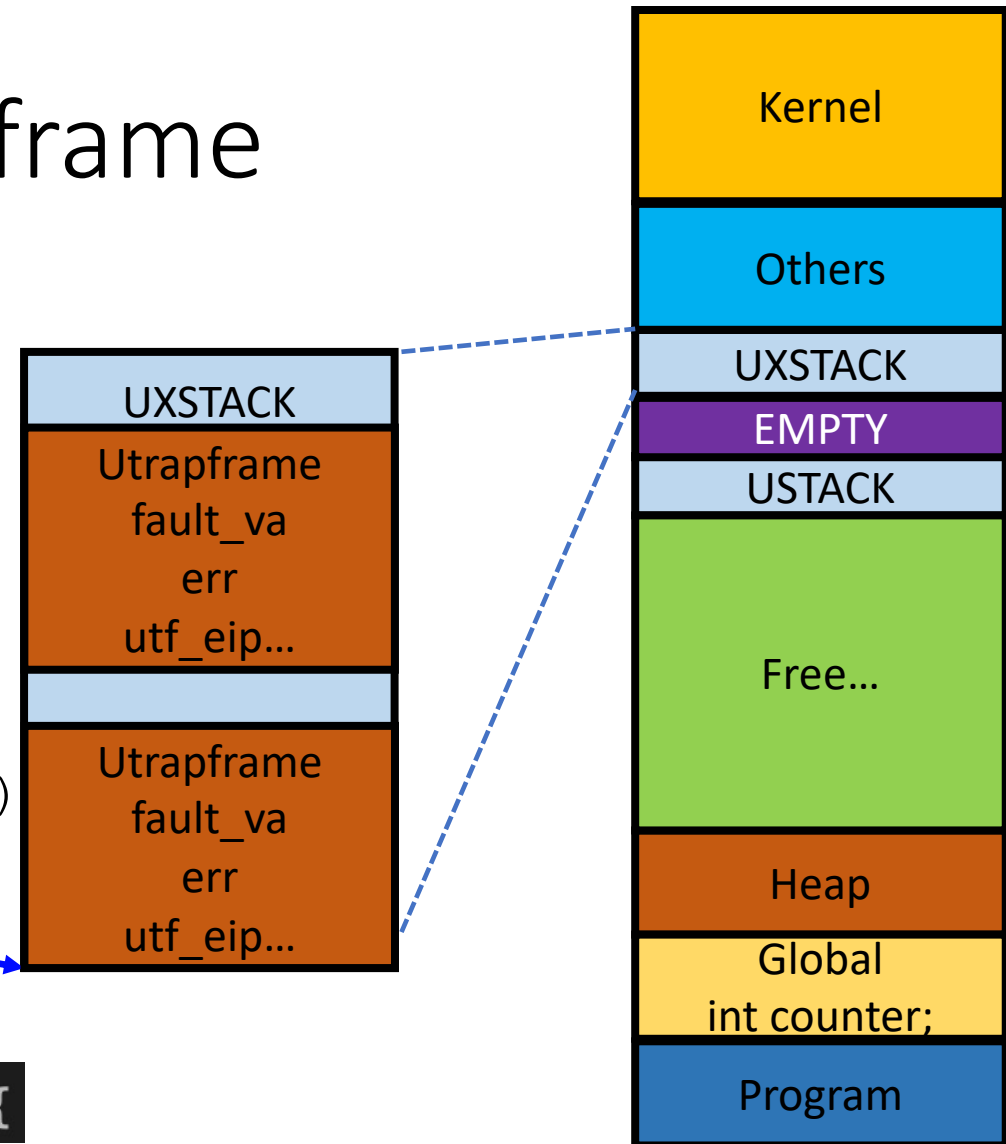 frame
UXSTACK
Utrapframe
fault_va
err
utf_eip…
Utrapframe
fault_va
err
utf_eip…
)
{
Kernel
Others
UXSTACK
EMPTY
USTACK
Free…
Heap
Global
int counter;
Program